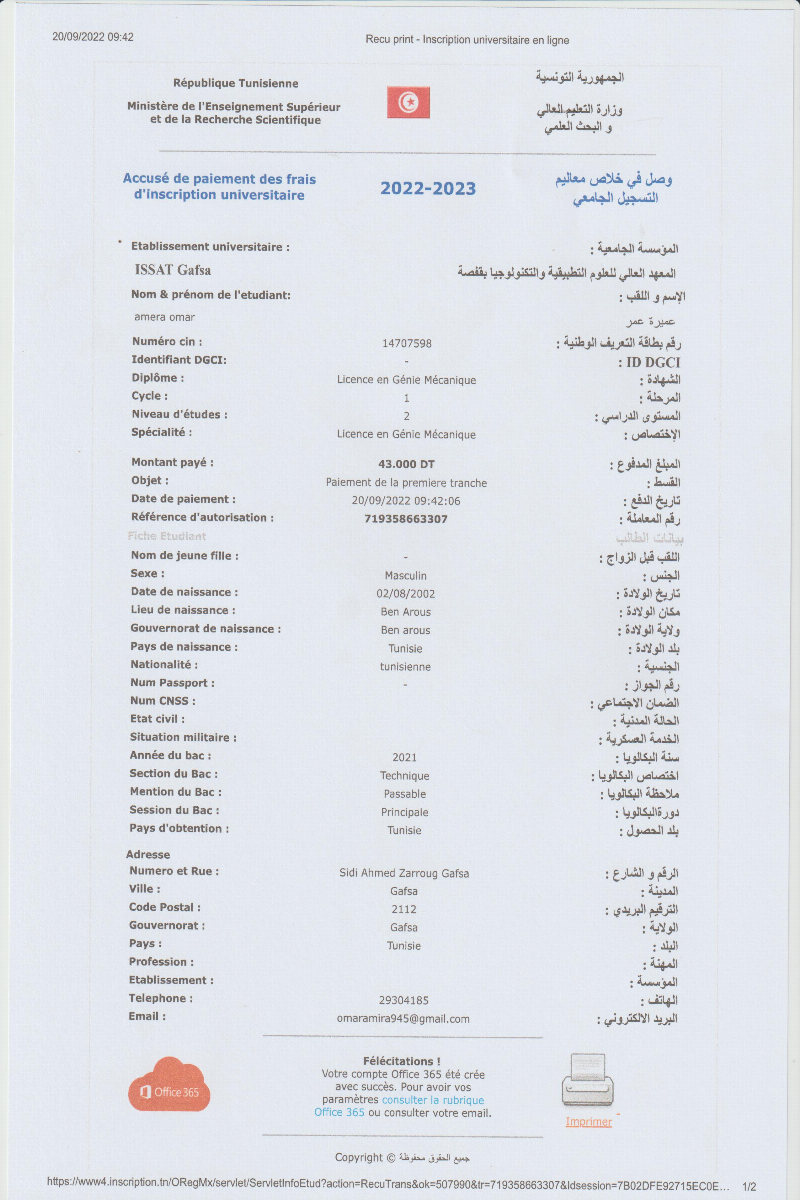 20/09/2022 09:42
Recu print - Inscription universitaire en ligne
République Tunisienne
الجمهورية التونسية
Ministère de l'Enseignement Supérieur
et de la Recherche Scientifique
وزارة التعليم العالي
و البحث العلمي
Accusé de paiement des frais
d'inscription universitaire
2022-2023
وصل في خلاص معاليم
التسجيل الجامعي
Etablissement universitaire : المؤسسة الجامعية :
ISSAT Gafsa المعهد العالي للعلوم التطبيقية والتكنولوجيا بقفصة
Nom & prénom de l'etudiant: الإسم و اللقب :
amera omar عميرة عمر
Numéro cin : 14707598 رقم بطاقة التعريف الوطنية :
Identifiant DGCI: - ID DGCI :
Diplôme : Licence en Génie Mécanique الشهادة :
Cycle : 1 المرحلة :
Niveau d'études : 2 المستوى الدراسي :
Spécialité : Licence en Génie Mécanique الإختصاص :
Montant payé : 43.000 DT المبلغ المدفوع :
Objet : Paiement de la premiere tranche القسط :
Date de paiement : 20/09/2022 09:42:06 تاريخ الدفع :
Référence d'autorisation : 719358663307 رقم المعاملة :
Fiche Etudiant بيانات الطالب
Nom de jeune fille : - اللقب قبل الزواج :
Sexe : Masculin الجنس :
Date de naissance : 02/08/2002 تاريخ الولادة :
Lieu de naissance : Ben Arous مكان الولادة :
Gouvernorat de naissance : Ben arous ولاية الولادة :
Pays de naissance : Tunisie بلد الولادة :
Nationalité : tunisienne الجنسية :
Num Passport : - رقم الجواز :
Num CNSS : الضمان الاجتماعي :
Etat civil : الحالة المدنية :
Situation militaire : الخدمة العسكرية :
Année du bac : 2021 سنة البكالوريا :
Section du Bac : Technique اختصاص البكالوريا :
Mention du Bac : Passable ملاحظة البكالوريا :
Session du Bac : Principale دورةالبكالوريا :
Pays d'obtention : Tunisie بلد الحصول :
Adresse
Numero et Rue : Sidi Ahmed Zarroug Gafsa الرقم و الشارع :
Ville : Gafsa المدينة :
Code Postal : 2112 الترقيم البريدي :
Gouvernorat : Gafsa الولاية :
Pays : Tunisie البلد :
Profession : المهنة :
Etablissement : المؤسسة :
Telephone : 29304185 الهاتف :
Email : omaramira945@gmail.com البريد الالكتروني :
Office 365
Félécitations !
Votre compte Office 365 été crée
avec succès. Pour avoir vos
paramètres consulter la rubrique
Office 365 ou consulter votre email.
Imprimer
Copyright © جميع الحقوق محفوظة
https://www4.inscription.tn/ORegMx/servlet/ServletInfoEtud?action=RecuTrans&ok=507990&tr=719358663307&Idsession=7B02DFE92715EC0E... 1/2